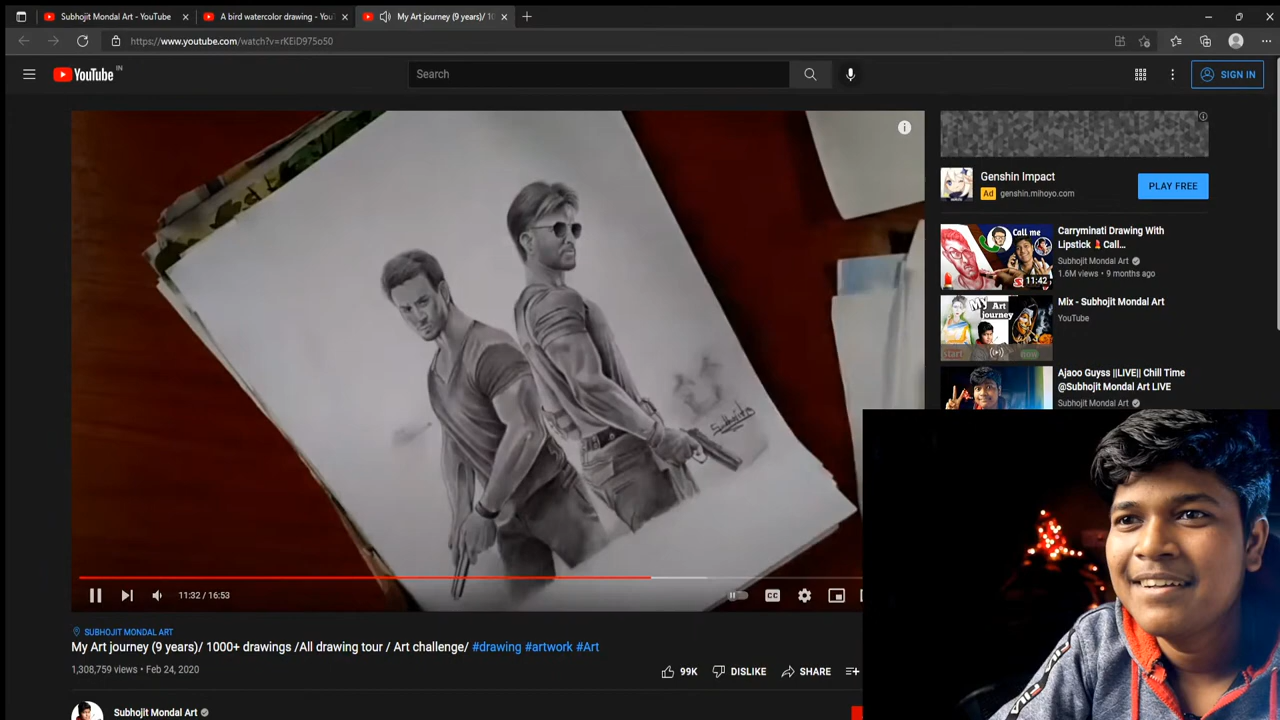 Subhojit Mondal Art - YouTube
A bird watercolor drawing - You
My Art journey (9 years)/ 10
https://www.youtube.com/watch?v=rKEiD975o50
YouTube IN
Search
SIGN IN
Genshin Impact
Ad genshin.mihoyo.com
PLAY FREE
Call me
11:42
Carryminati Drawing With
Lipstick 💄 Call...
Subhojit Mondal Art
1.6M views • 9 months ago
My Art
journey
start
now
Mix - Subhojit Mondal Art
YouTube
Ajaoo Guyss ||LIVE|| Chill Time
@Subhojit Mondal Art LIVE
Subhojit Mondal Art
Subhojit
11:32 / 16:53
CC
SUBHOJIT MONDAL ART
My Art journey (9 years)/ 1000+ drawings /All drawing tour / Art challenge/ #drawing #artwork #Art
1,308,759 views • Feb 24, 2020
99K
DISLIKE
SHARE
Subhojit Mondal Art